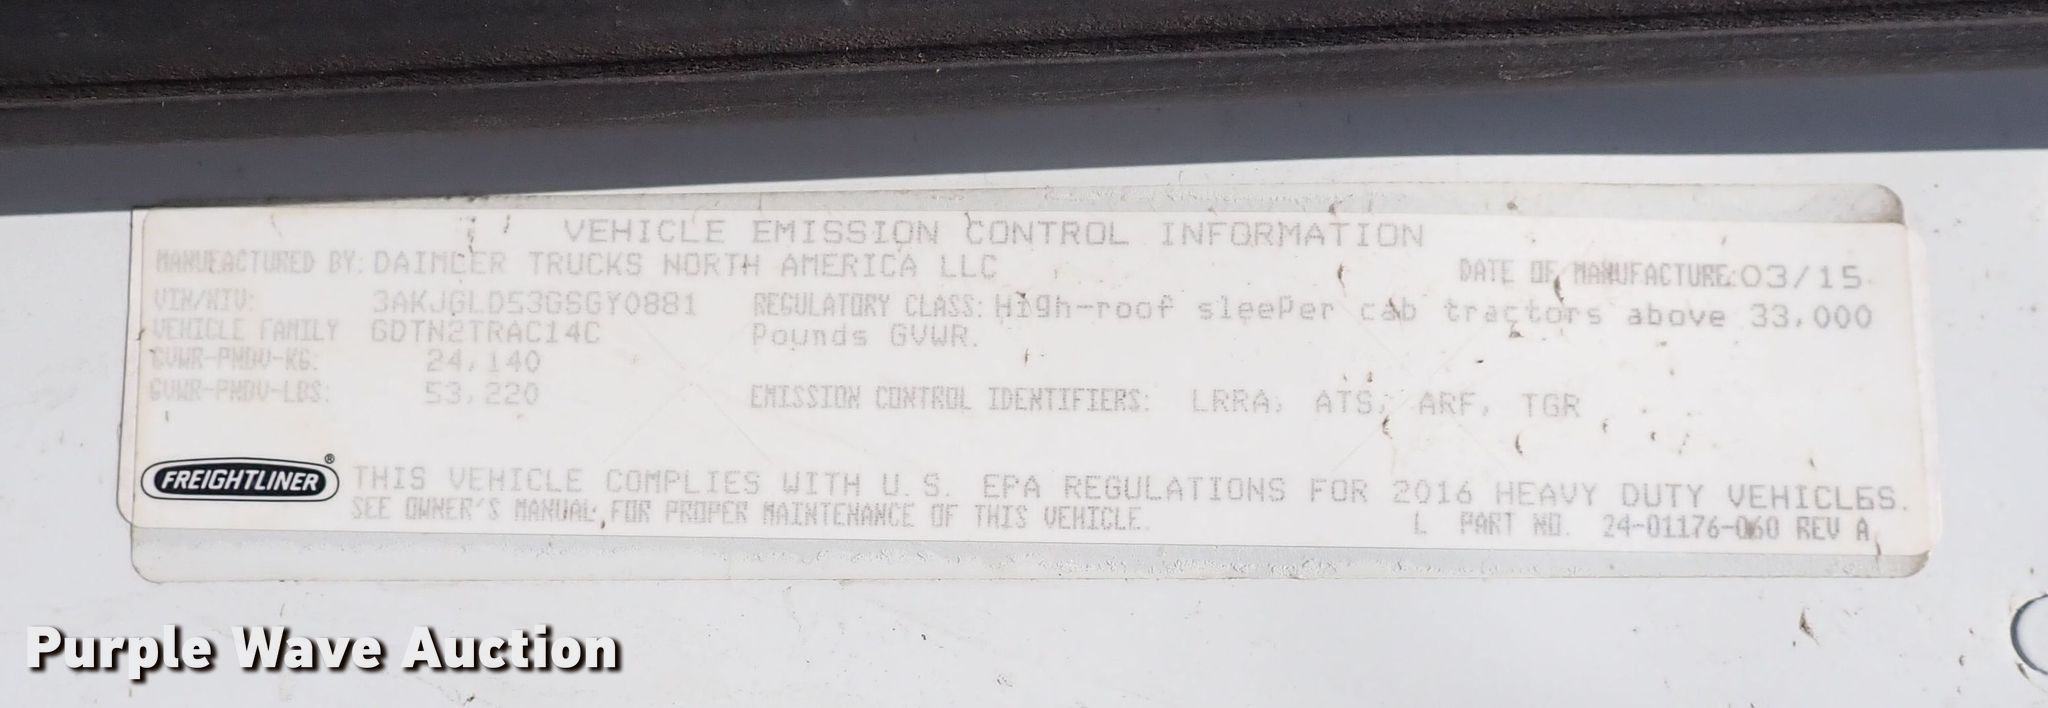 VEHICLE EMISSION CONTROL INFORMATION
MANUFACTURED BY: DAIMLER TRUCKS NORTH AMERICA LLC
DATE OF MANUFACTURE: 03/15
VIN/NIV: 3AKJGLD53GSGY0881
REGULATORY CLASS: High-roof sleeper cab tractors above 33,000
VEHICLE FAMILY GDTN2TRAC14C
Pounds GVWR.
GVWR-PNBV-KG: 24,140
GVWR-PNBV-LBS: 53,220
EMISSION CONTROL IDENTIFIERS: LRRA, ATS, ARF, TGR
FREIGHTLINER®
THIS VEHICLE COMPLIES WITH U.S. EPA REGULATIONS FOR 2016 HEAVY DUTY VEHICLES.
SEE OWNER'S MANUAL, FOR PROPER MAINTENANCE OF THIS VEHICLE.
L PART NO. 24-01176-060 REV A
Purple Wave Auction